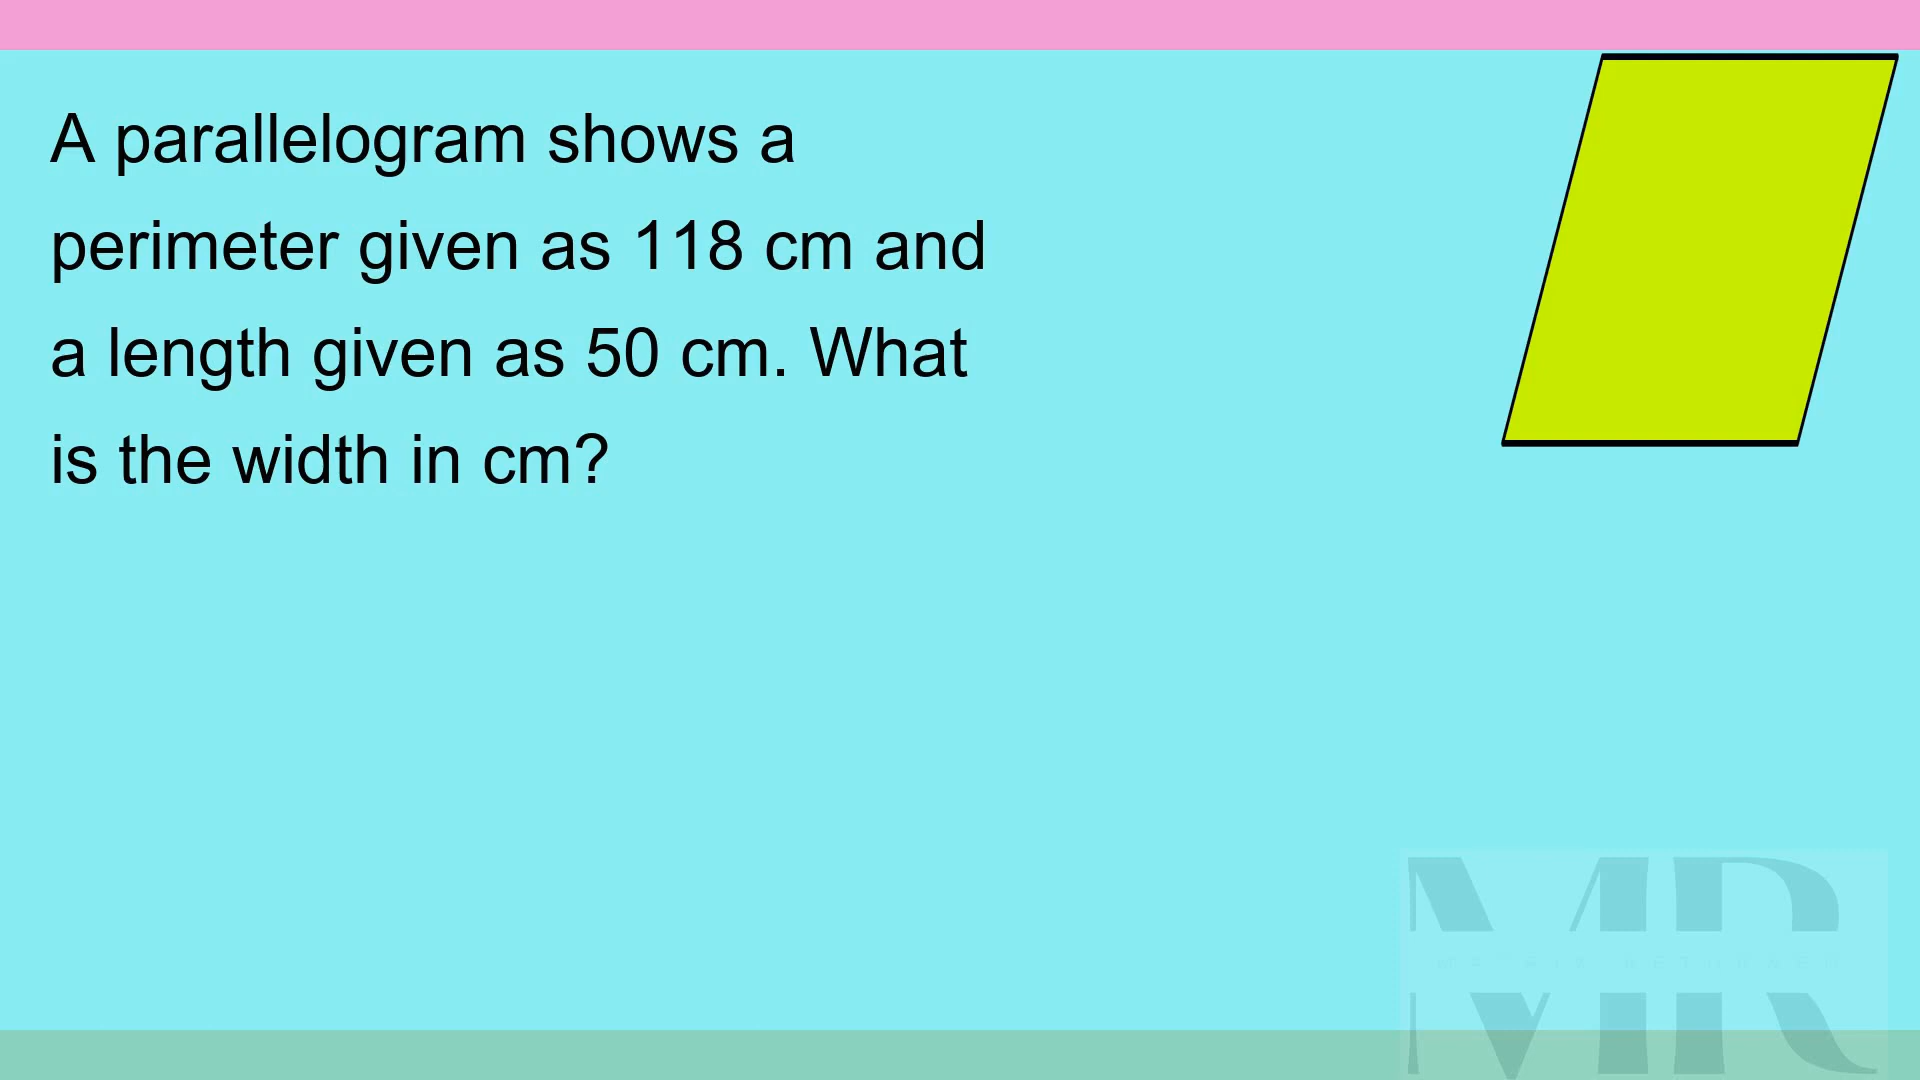 A parallelogram shows a
perimeter given as 118 cm and
a length given as 50 cm. What
is the width in cm?
MR